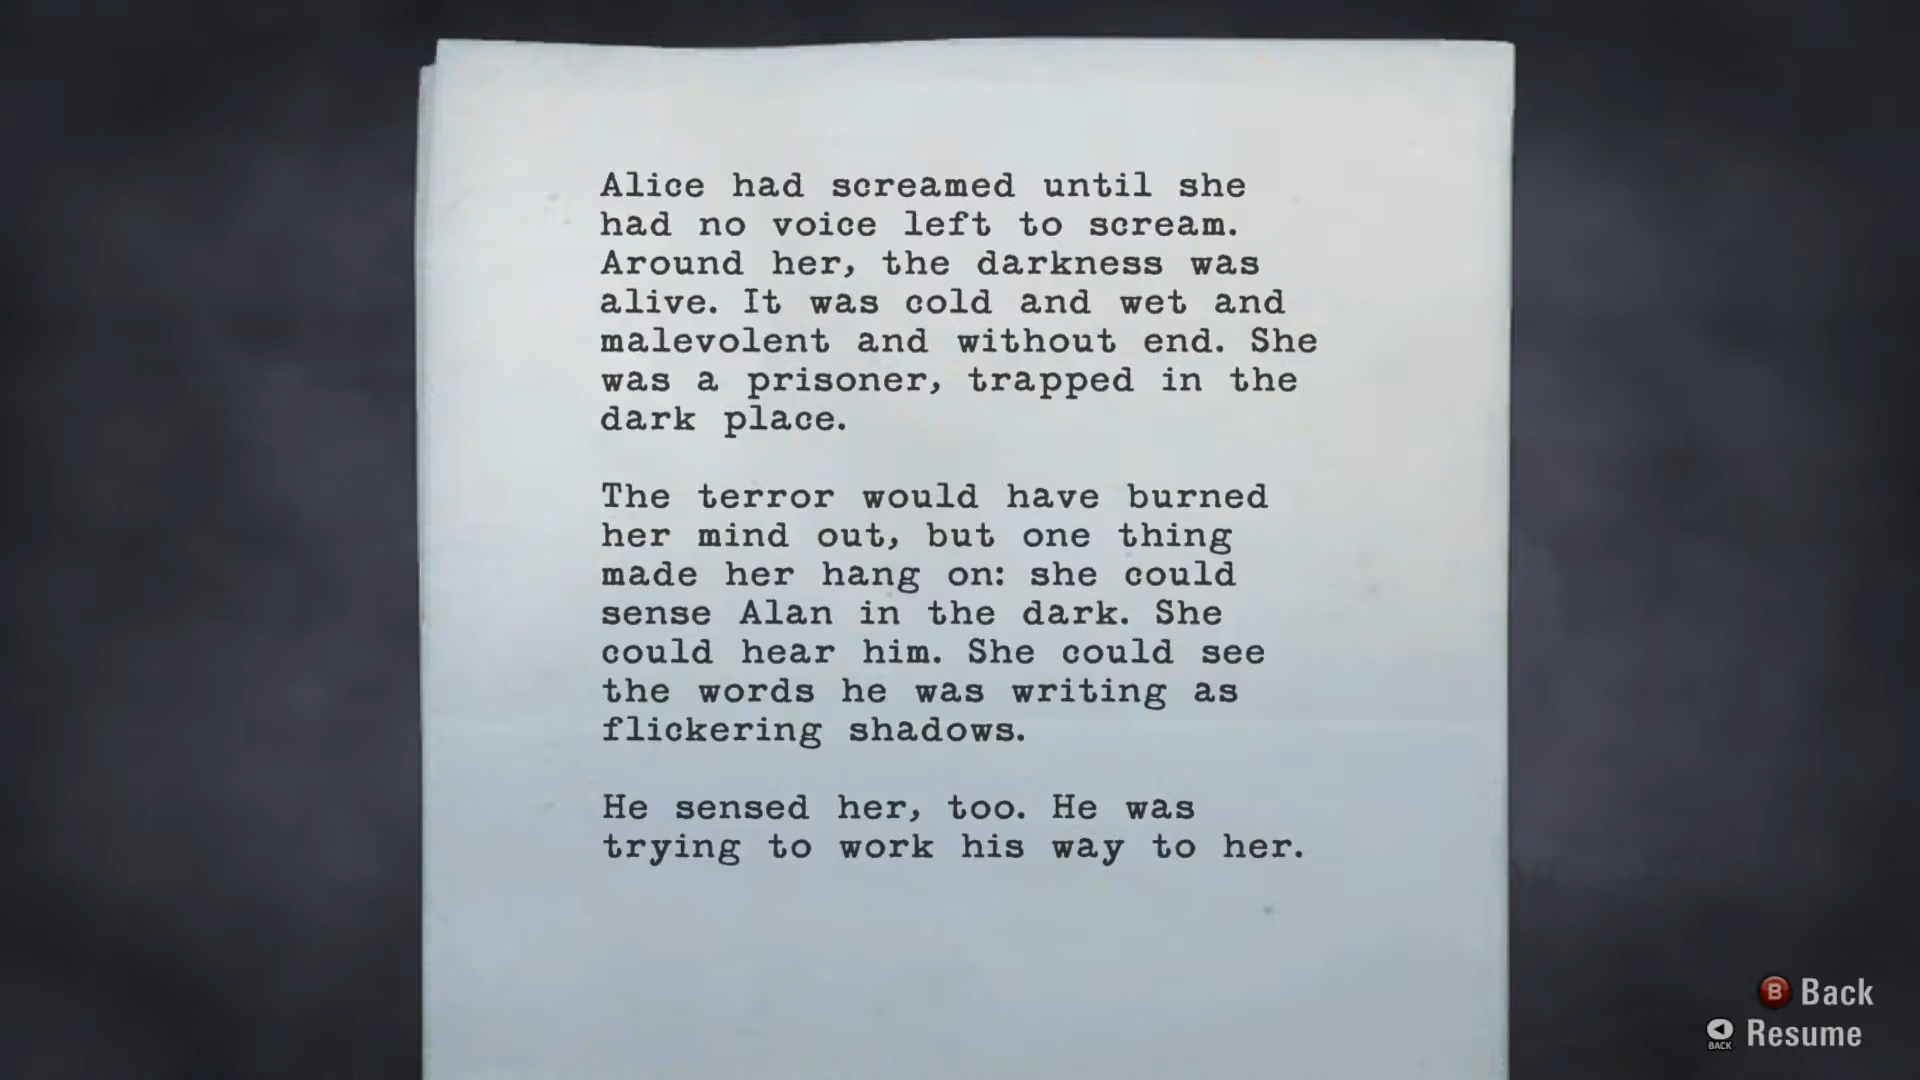 Alice had screamed until she
had no voice left to scream.
Around her, the darkness was
alive. It was cold and wet and
malevolent and without end. She
was a prisoner, trapped in the
dark place.
The terror would have burned
her mind out, but one thing
made her hang on: she could
sense Alan in the dark. She
could hear him. She could see
the words he was writing as
flickering shadows.
He sensed her, too. He was
trying to work his way to her.
B Back
BACK Resume